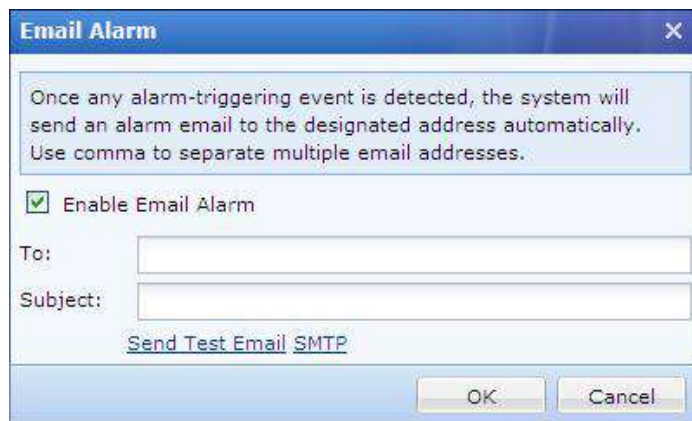 Email Alarm
Once any alarm-triggering event is detected, the system will
send an alarm email to the designated address automatically.
Use comma to separate multiple email addresses.
Enable Email Alarm
To:
Subject:
Send Test Email SMTP
OK Cancel